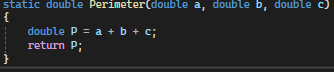 static double Perimeter(double a, double b, double c)
{
    double P = a + b + c;
    return P;
}